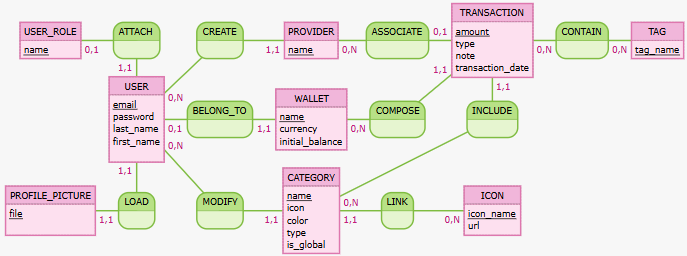 TRANSACTION
USER_ROLE
ATTACH
CREATE
PROVIDER
ASSOCIATE
0,1
amount
CONTAIN
TAG
name
0,1
1,1
name
0,N
type
0,N
0,N
tag_name
note
transaction_date
1,1
1,1
1,1
USER
0,N
email
BELONG_TO
WALLET
COMPOSE
INCLUDE
password
name
last_name
0,1
1,1
currency
0,N
first_name
initial_balance
0,N
1,1
CATEGORY
PROFILE_PICTURE
LOAD
MODIFY
name
0,N
LINK
ICON
file
icon
icon_name
1,1
1,1
color
1,1
0,N
url
type
is_global